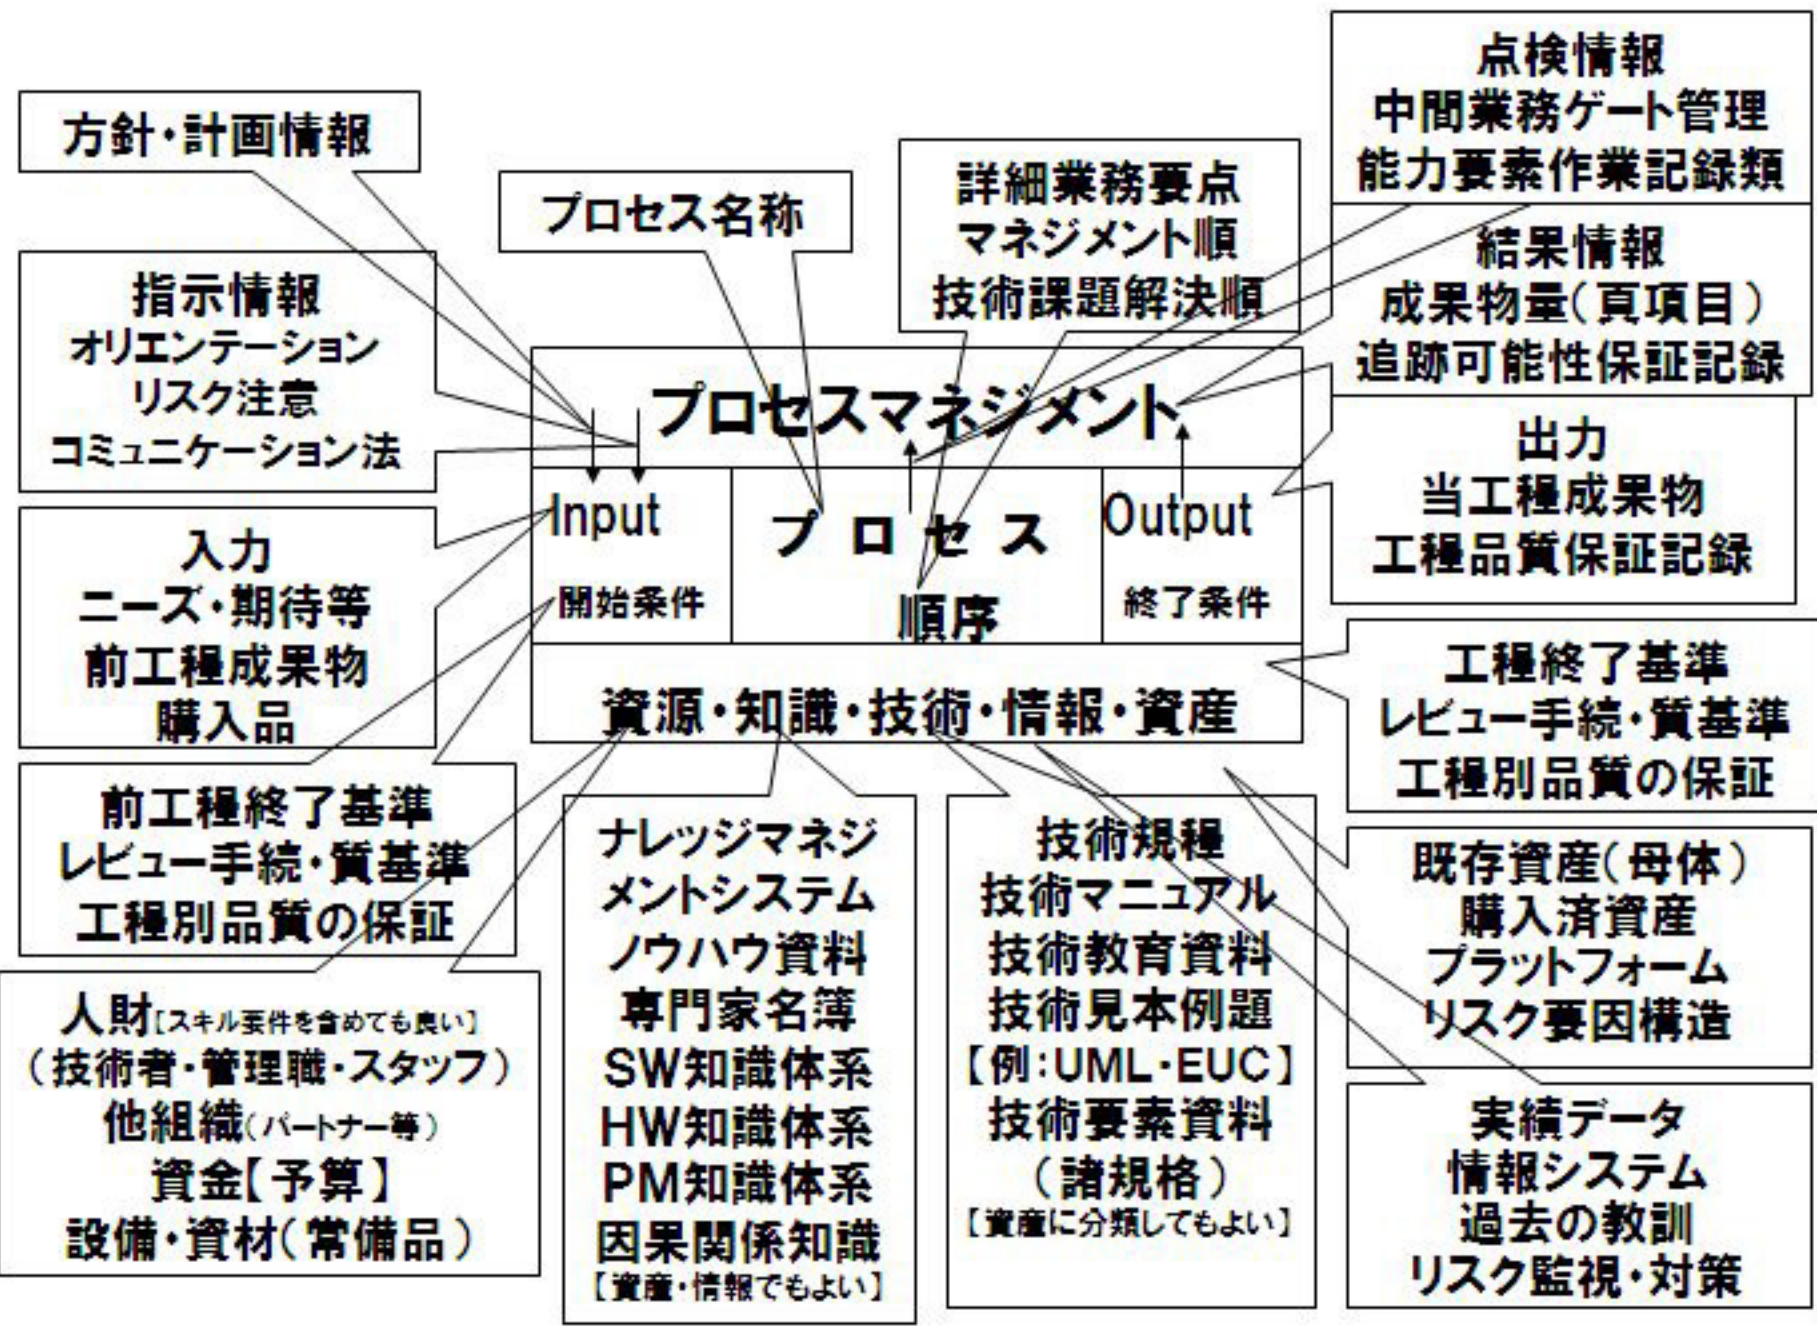 方針・計画情報
指示情報
オリエンテーション
リスク注意
コミュニケーション法
入力
ニーズ・期待等
前工程成果物
購入品
前工程終了基準
レビュー手続・質基準
工程別品質の保証
人財[スキル要件を含めても良い]
(技術者・管理職・スタッフ)
他組織(パートナー等)
資金【予算】
設備・資材(常備品)
プロセス名称
詳細業務要点
マネジメント順
技術課題解決順
プロセスマネジメント
Input
開始条件
プロセス
順序
Output
終了条件
資源・知識・技術・情報・資産
ナレッジマネジ
メントシステム
ノウハウ資料
専門家名簿
SW知識体系
HW知識体系
PM知識体系
因果関係知識
【資産・情報でもよい】
技術規程
技術マニュアル
技術教育資料
技術見本例題
【例:UML・EUC】
技術要素資料
(諸規格)
【資産に分類してもよい】
点検情報
中間業務ゲート管理
能力要素作業記録類
結果情報
成果物量(頁項目)
追跡可能性保証記録
出力
当工程成果物
工程品質保証記録
工程終了基準
レビュー手続・質基準
工程別品質の保証
既存資産(母体)
購入済資産
プラットフォーム
リスク要因構造
実績データ
情報システム
過去の教訓
リスク監視・対策